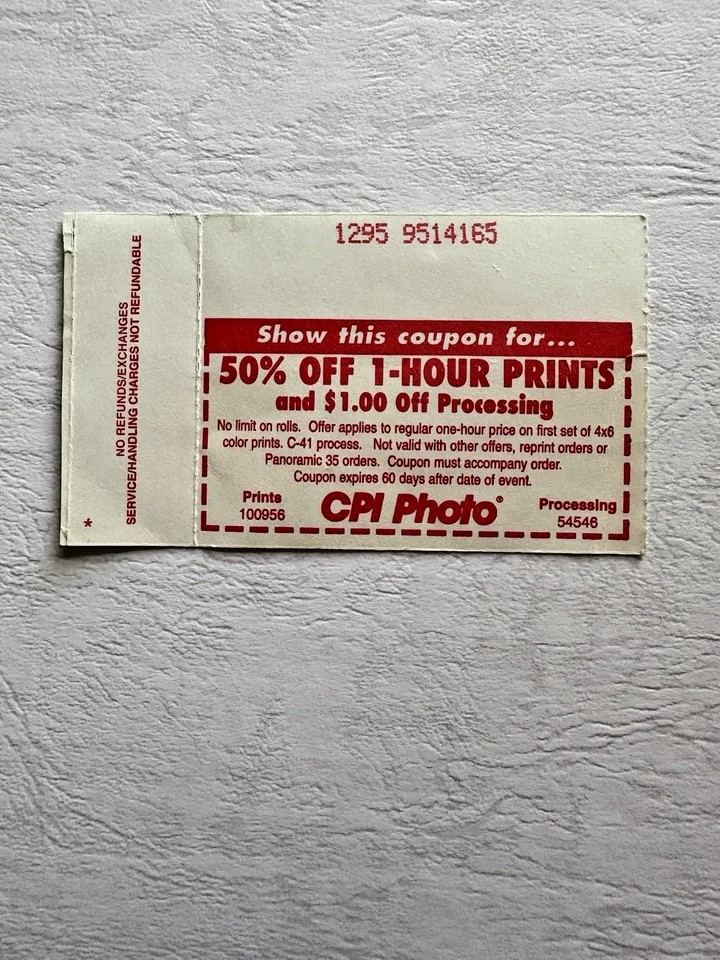 1295 9514165
NO REFUNDS/EXCHANGES
SERVICE/HANDLING CHARGES NOT REFUNDABLE
*
Show this coupon for...
50% OFF 1-HOUR PRINTS
and $1.00 Off Processing
No limit on rolls. Offer applies to regular one-hour price on first set of 4x6
color prints. C-41 process. Not valid with other offers, reprint orders or
Panoramic 35 orders. Coupon must accompany order.
Coupon expires 60 days after date of event.
Prints
100956
CPI Photo®
Processing
54546